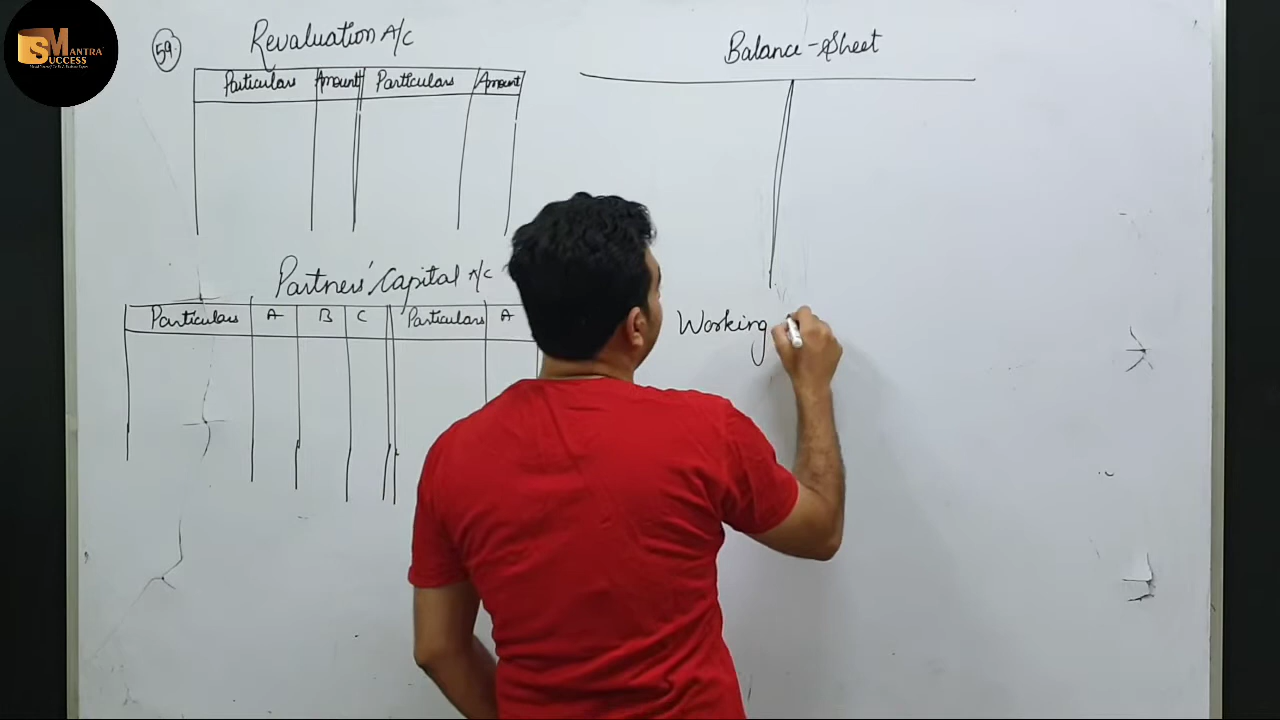 SM MANTRA SUCCESS
59.
Revaluation A/c
Particulars Amount Particulars Amount
Balance-Sheet
Partners' Capital A/c
Particulars A B C Particulars A
Working